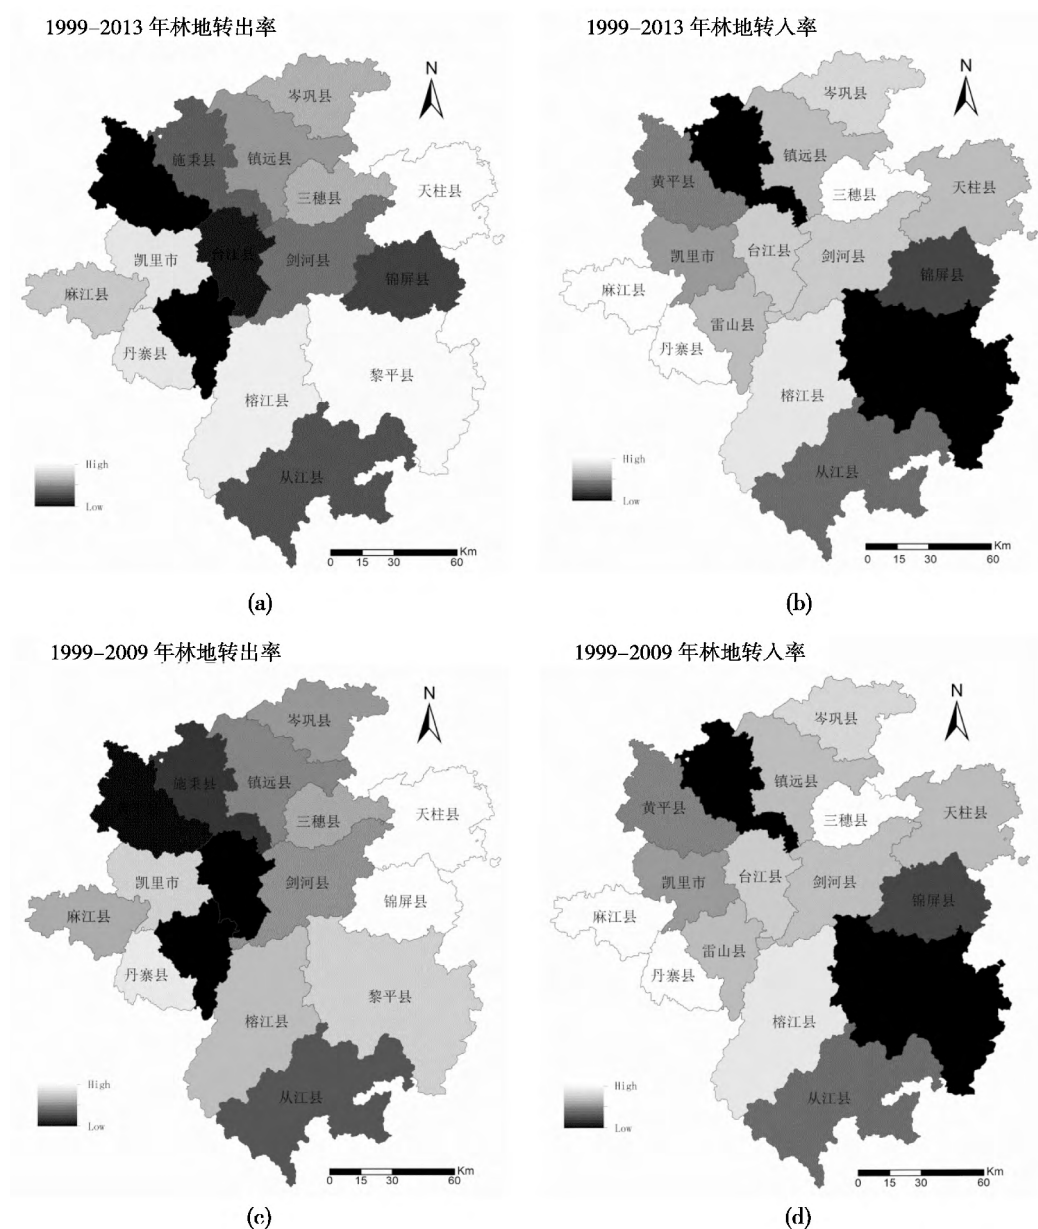 1999–2013 年林地转出率
N
岑巩县
施秉县
镇远县
三穗县
天柱县
凯里市
台江县
剑河县
锦屏县
麻江县
丹寨县
榕江县
黎平县
从江县
High
Low
Km
0 15 30 60
(a)
1999–2013 年林地转入率
N
岑巩县
镇远县
黄平县
三穗县
天柱县
凯里市
台江县
剑河县
锦屏县
麻江县
雷山县
丹寨县
榕江县
从江县
High
Low
Km
0 15 30 60
(b)
1999–2009 年林地转出率
N
岑巩县
施秉县
镇远县
三穗县
天柱县
凯里市
剑河县
锦屏县
麻江县
丹寨县
黎平县
榕江县
从江县
High
Low
Km
0 15 30 60
(c)
1999–2009 年林地转入率
N
岑巩县
镇远县
黄平县
三穗县
天柱县
凯里市
台江县
剑河县
锦屏县
麻江县
雷山县
丹寨县
榕江县
从江县
High
Low
Km
0 15 30 60
(d)